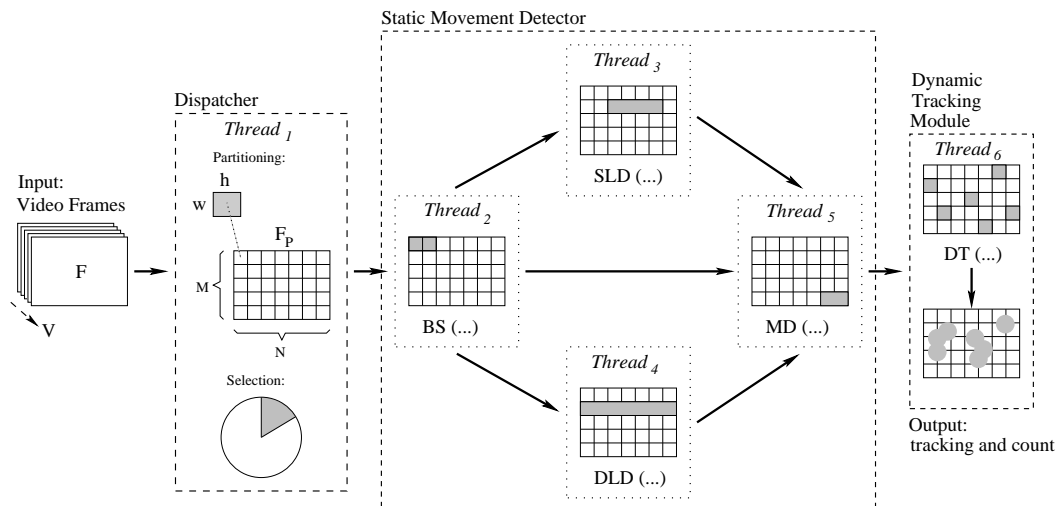 Static Movement Detector
Dispatcher
Thread 1
Partitioning:
h
w
F P
M
N
Selection:
Input:
Video Frames
F
V
Thread 2
BS (...)
Thread 3
SLD (...)
Thread 4
DLD (...)
Thread 5
MD (...)
Dynamic
Tracking
Module
Thread 6
DT (...)
Output:
tracking and count